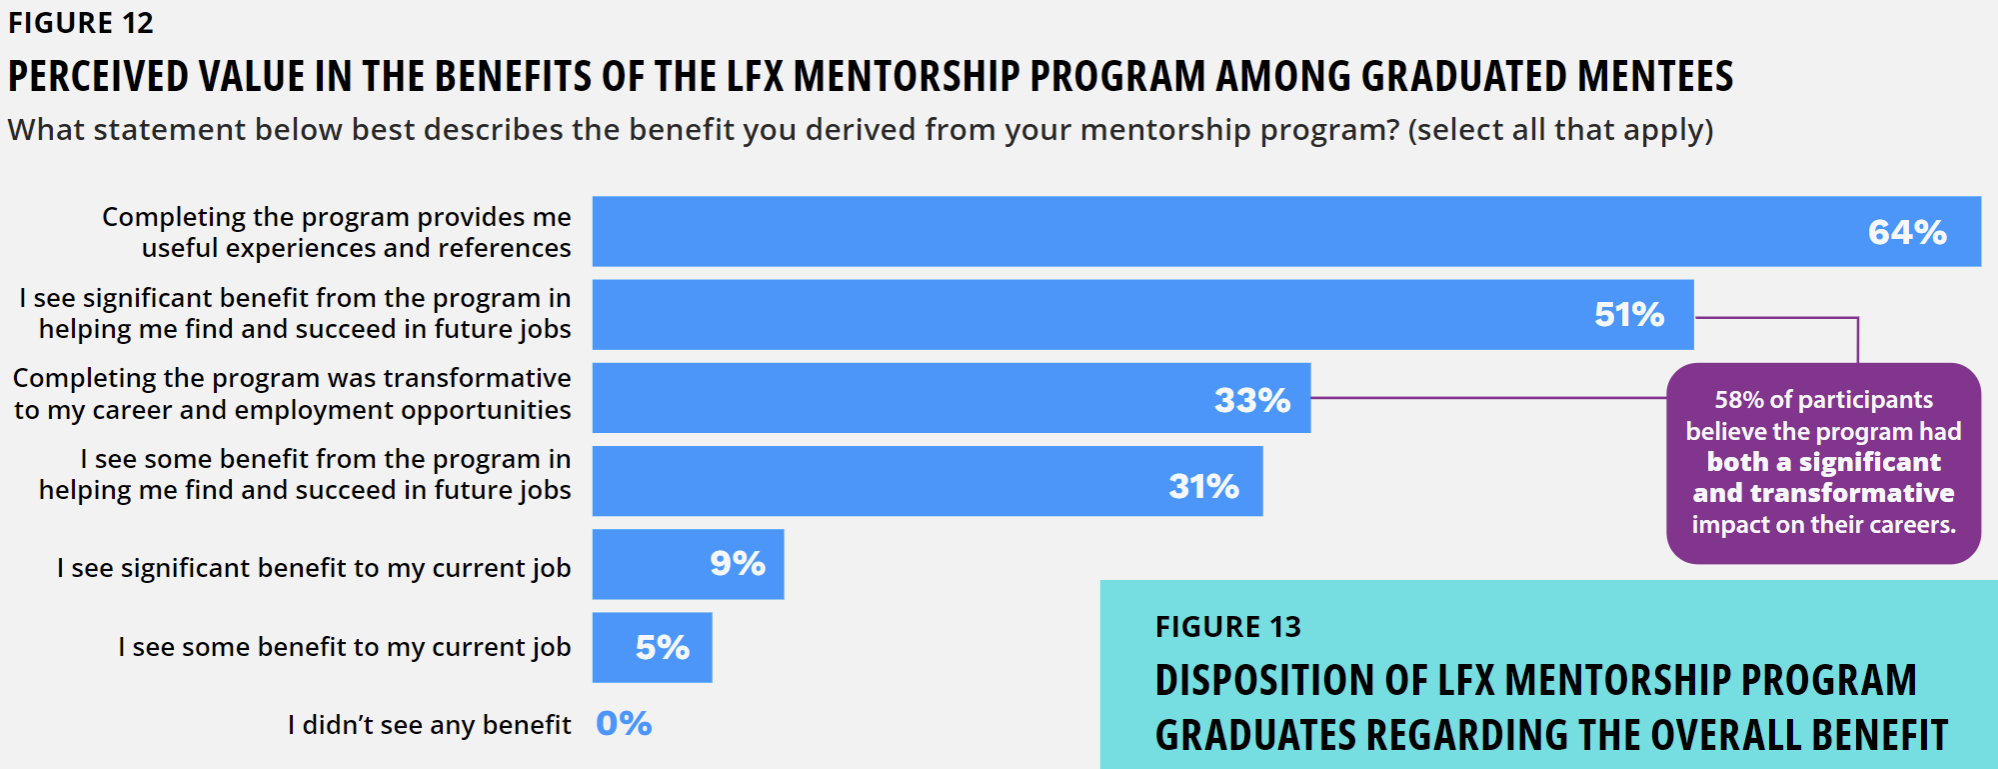 FIGURE 12
PERCEIVED VALUE IN THE BENEFITS OF THE LFX MENTORSHIP PROGRAM AMONG GRADUATED MENTEES
What statement below best describes the benefit you derived from your mentorship program? (select all that apply)
Completing the program provides me
useful experiences and references
64%
I see significant benefit from the program in
helping me find and succeed in future jobs
51%
Completing the program was transformative
to my career and employment opportunities
33%
58% of participants
believe the program had
both a significant
and transformative
impact on their careers.
I see some benefit from the program in
helping me find and succeed in future jobs
31%
I see significant benefit to my current job
9%
I see some benefit to my current job
5%
I didn’t see any benefit
0%
FIGURE 13
DISPOSITION OF LFX MENTORSHIP PROGRAM
GRADUATES REGARDING THE OVERALL BENEFIT